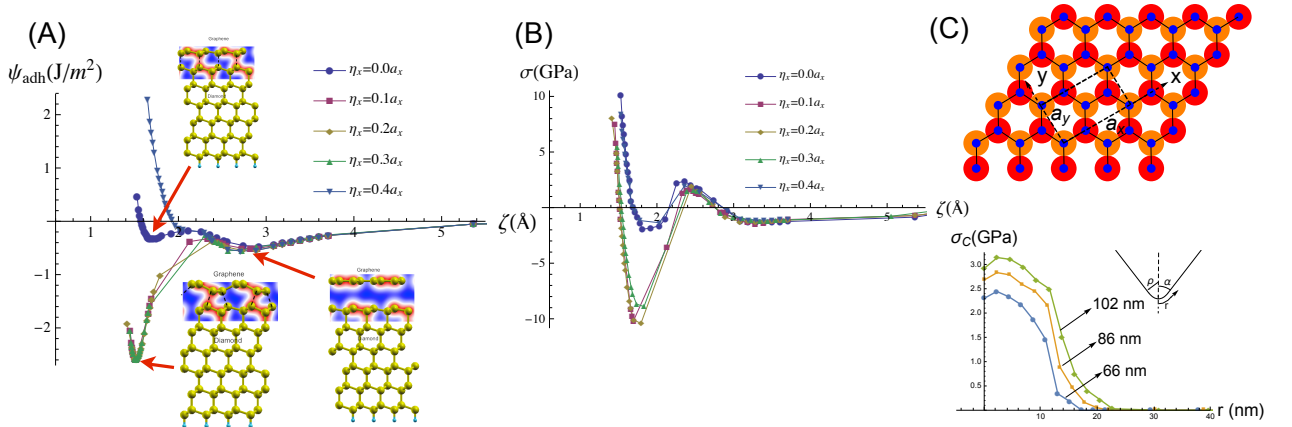 (A)
ψadh(J/m²)
Graphene
Diamond
ηx=0.0ax
ηx=0.1ax
ηx=0.2ax
ηx=0.3ax
ηx=0.4ax
2
1
-1
-2
1
2
3
4
5
ζ(Å)
Graphene
Diamond
Graphene
Diamond
(B)
σ(GPa)
ηx=0.0ax
ηx=0.1ax
ηx=0.2ax
ηx=0.3ax
ηx=0.4ax
10
5
-5
-10
1
2
3
4
5
ζ(Å)
(C)
y
x
ay
ax
σC(GPa)
3.0
2.5
2.0
1.5
1.0
0.5
10
20
30
40
r (nm)
102 nm
86 nm
66 nm
ρ
α
r